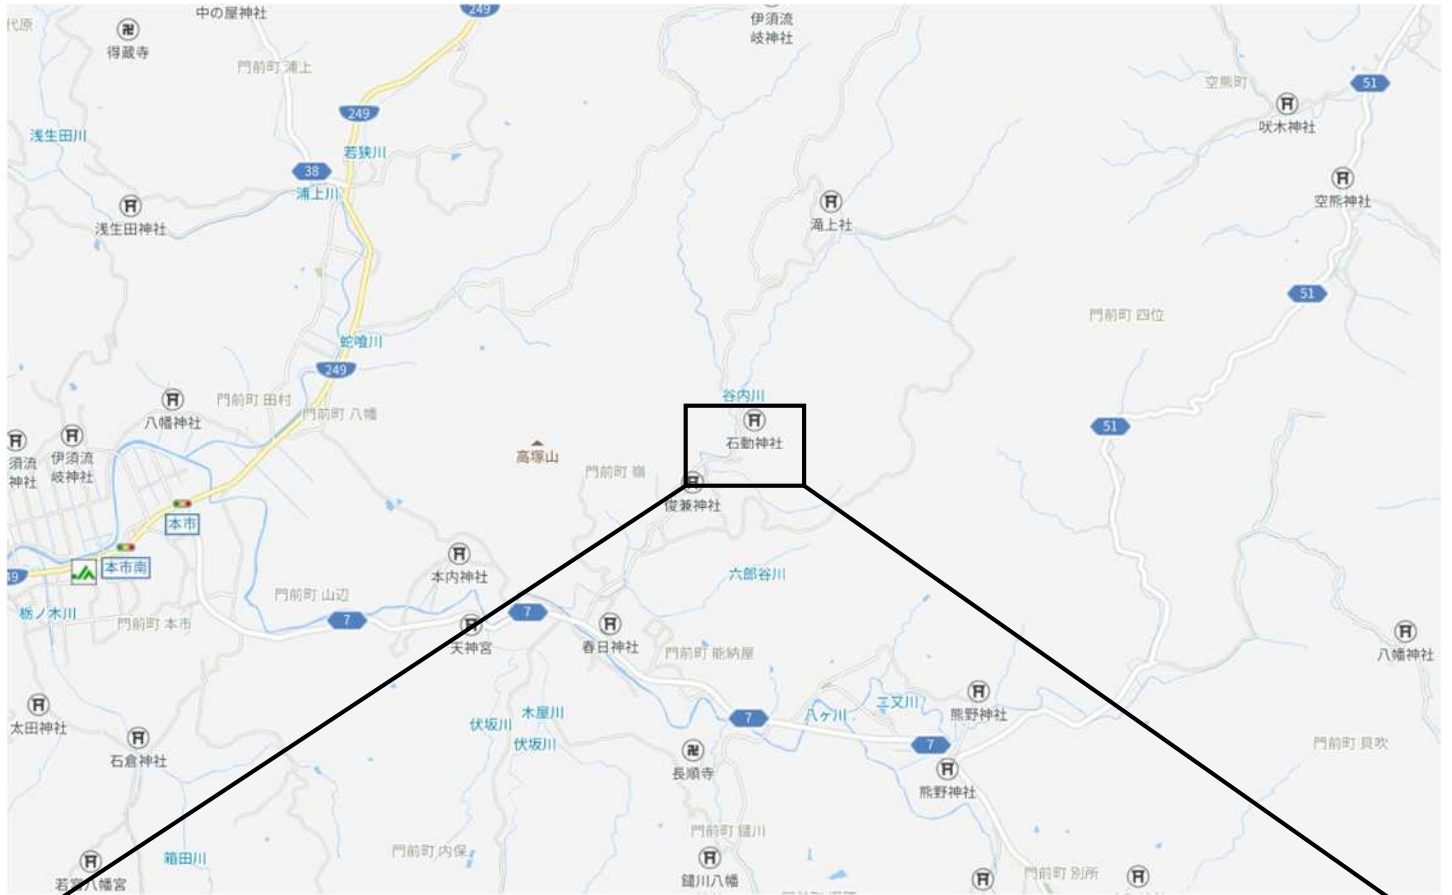 中の屋神社
249
伊須流
岐神社
代原
得蔵寺
門前町 浦上
空熊町
51
吠木神社
249
浅生田川
若狭川
38
浦上川
空熊神社
浅生田神社
滝上社
51
門前町 四位
蛇喰川
249
谷内川
門前町 田村
門前町 八幡
八幡神社
石動神社
51
須流
神社
伊須流
岐神社
高塚山
門前町 嶺
俊兼神社
本市
本市南
49
本内神社
六郎谷川
門前町 山辺
栃ノ木川
門前町 本市
7
7
天神宮
春日神社
門前町 能納屋
八幡神社
太田神社
木屋川
伏坂川
伏坂川
7
八ケ川
二又川
熊野神社
7
石倉神社
長順寺
熊野神社
門前町 貝吹
門前町 鑓川
門前町 内保
箱田川
若宮八幡宮
鑓川八幡
門前町 別所